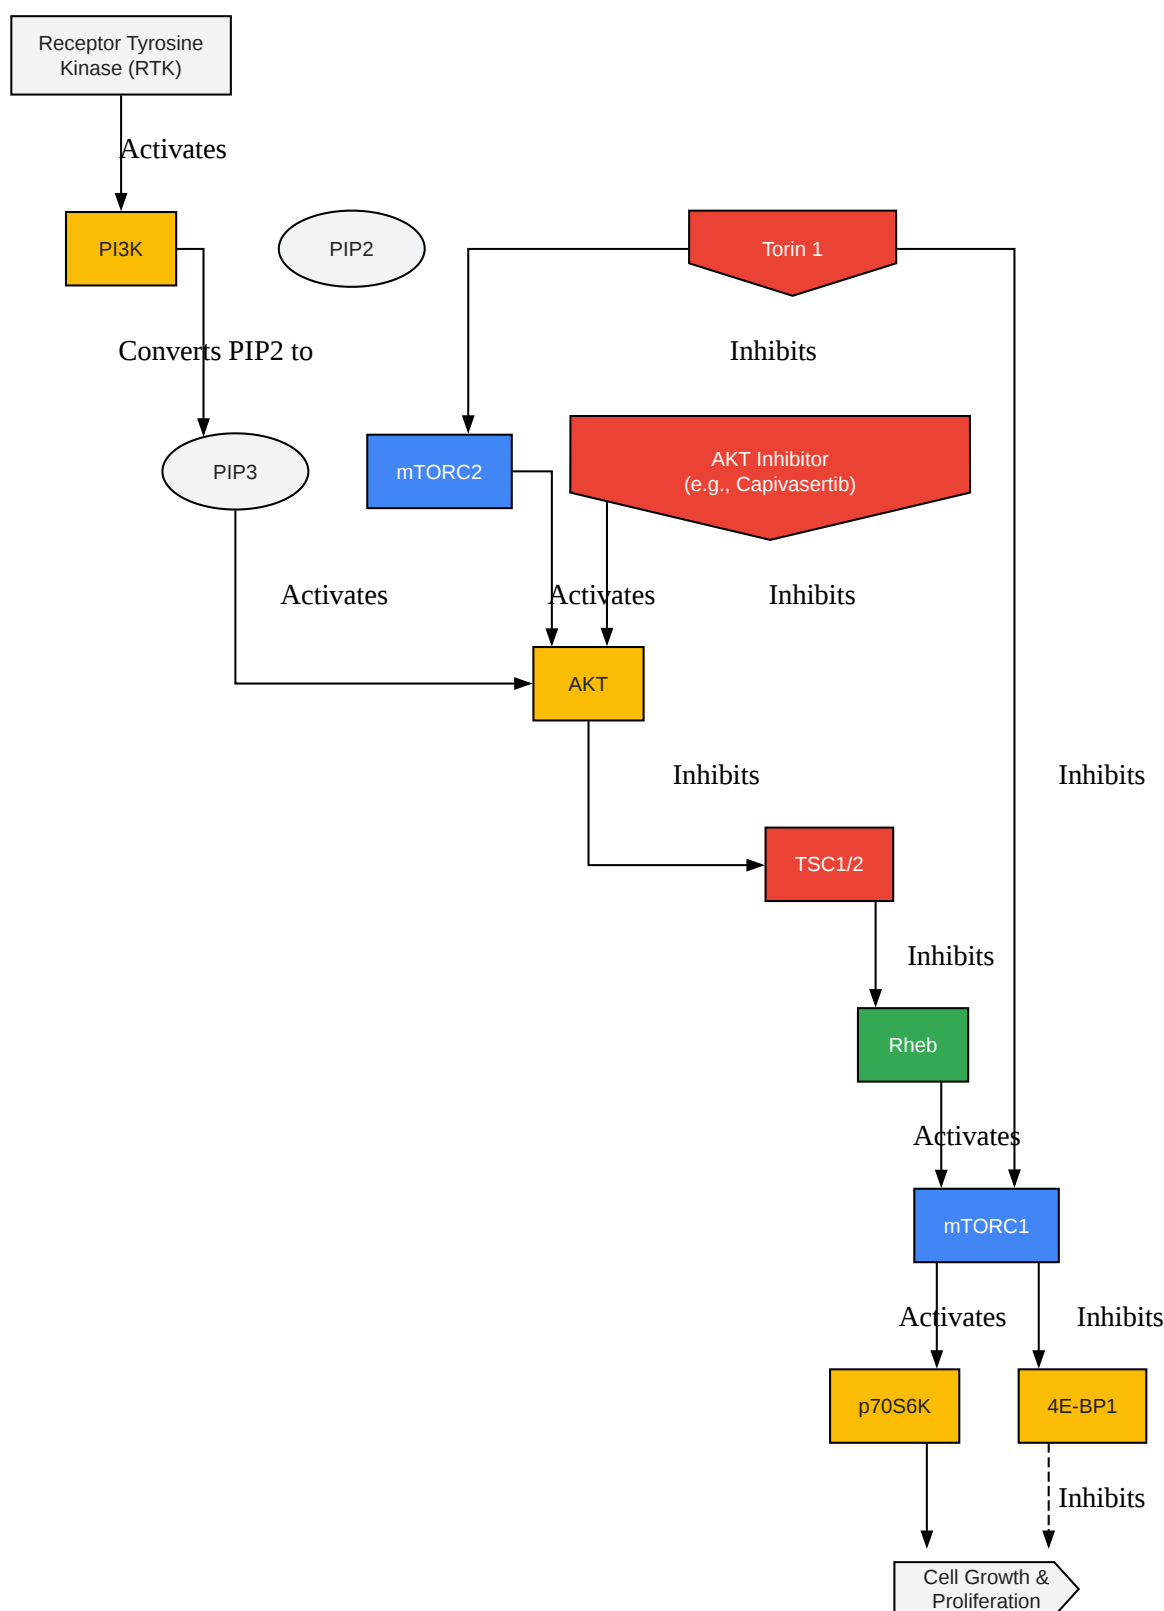 Receptor Tyrosine
Kinase (RTK)
Activates
PI3K
PIP2
Torin 1
Converts PIP2 to
Inhibits
PIP3
mTORC2
AKT Inhibitor
(e.g., Capivasertib)
Activates
Activates
Inhibits
AKT
Inhibits
Inhibits
TSC1/2
Inhibits
Rheb
Activates
mTORC1
Activates
Inhibits
p70S6K
4E-BP1
Inhibits
Cell Growth &
Proliferation